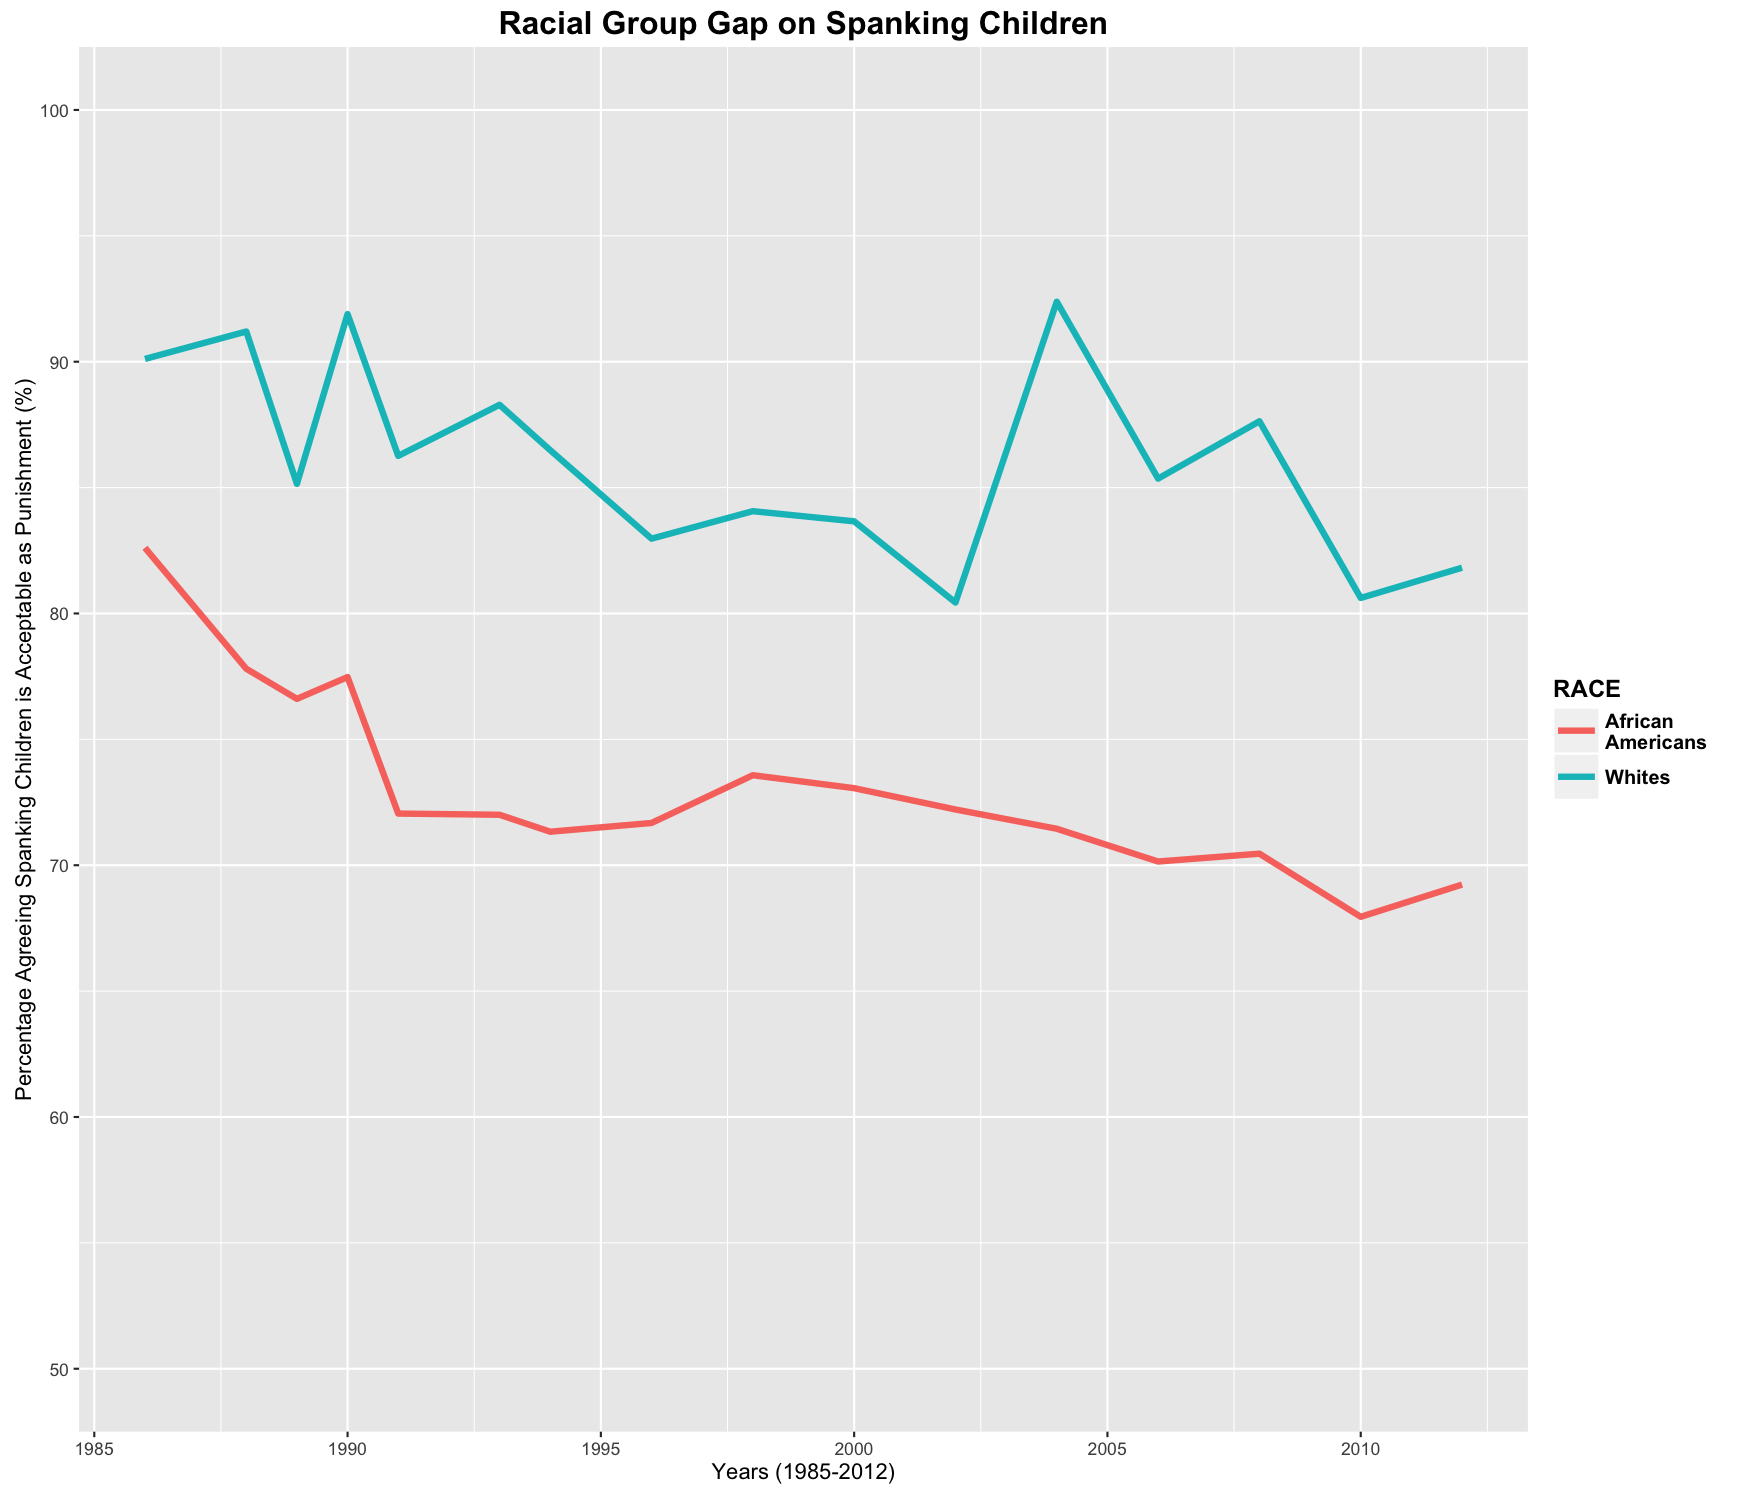 Racial Group Gap on Spanking Children
Percentage Agreeing Spanking Children is Acceptable as Punishment (%)
100
90
80
70
60
50
1985
1990
1995
2000
2005
2010
Years (1985-2012)
RACE
African
Americans
Whites